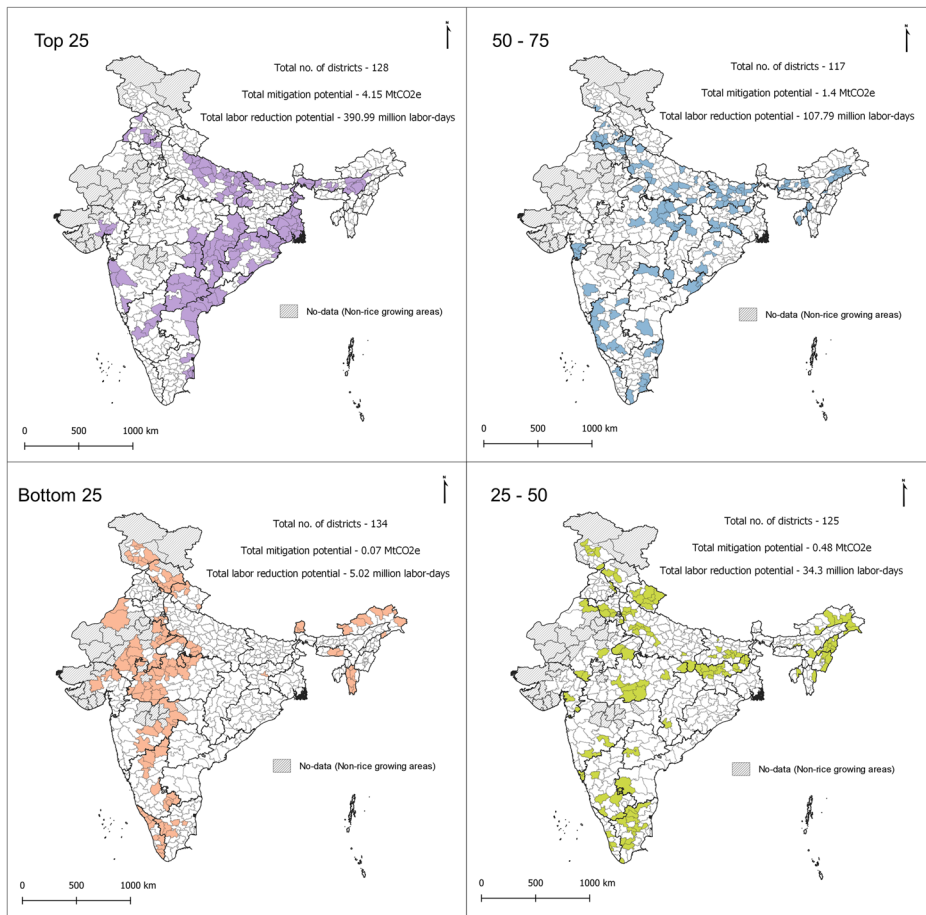 Top 25
N
Total no. of districts - 128
Total mitigation potential - 4.15 MtCO2e
Total labor reduction potential - 390.99 million labor-days
No-data (Non-rice growing areas)
0 500 1000 km
50 - 75
N
Total no. of districts - 117
Total mitigation potential - 1.4 MtCO2e
Total labor reduction potential - 107.79 million labor-days
No-data (Non-rice growing areas)
0 500 1000 km
Bottom 25
N
Total no. of districts - 134
Total mitigation potential - 0.07 MtCO2e
Total labor reduction potential - 5.02 million labor-days
No-data (Non-rice growing areas)
0 500 1000 km
25 - 50
N
Total no. of districts - 125
Total mitigation potential - 0.48 MtCO2e
Total labor reduction potential - 34.3 million labor-days
No-data (Non-rice growing areas)
0 500 1000 km